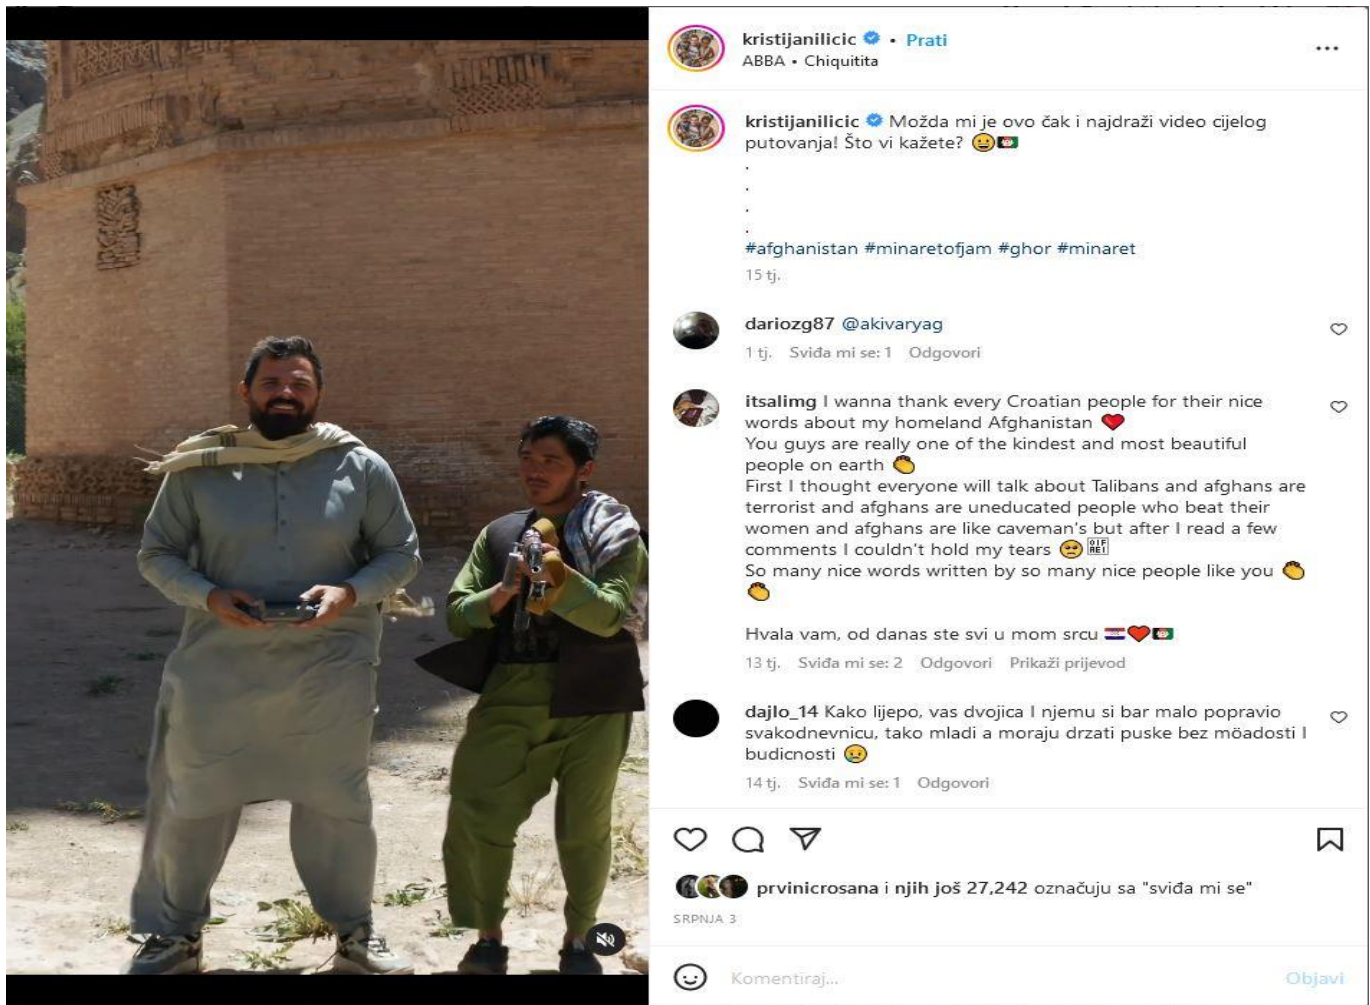 kristijanilicic • Prati
ABBA • Chiquitita
kristijanilicic Možda mi je ovo čak i najdraži video cijelog
putovanja! Što vi kažete? 😀🇦🇫
.
.
.
.
#afghanistan #minaretofjam #ghor #minaret
15 tj.
dariozg87 @akivaryag
1 tj. Sviđa mi se: 1 Odgovori
itsalimg I wanna thank every Croatian people for their nice
words about my homeland Afghanistan ❤️
You guys are really one of the kindest and most beautiful
people on earth 👏
First I thought everyone will talk about Talibans and afghans are
terrorist and afghans are uneducated people who beat their
women and afghans are like caveman's but after I read a few
comments I couldn't hold my tears 🥺
So many nice words written by so many nice people like you 👏
👏
Hvala vam, od danas ste svi u mom srcu 🇭🇷❤️🇦🇫
13 tj. Sviđa mi se: 2 Odgovori Prikaži prijevod
dajlo_14 Kako lijepo, vas dvojica I njemu si bar malo popravio
svakodnevnicu, tako mladi a moraju drzati puske bez möadosti I
budicnosti 😢
14 tj. Sviđa mi se: 1 Odgovori
prvinicrosana i njih još 27,242 označuju sa "sviđa mi se"
SRPNJA 3
Komentiraj...
Objavi